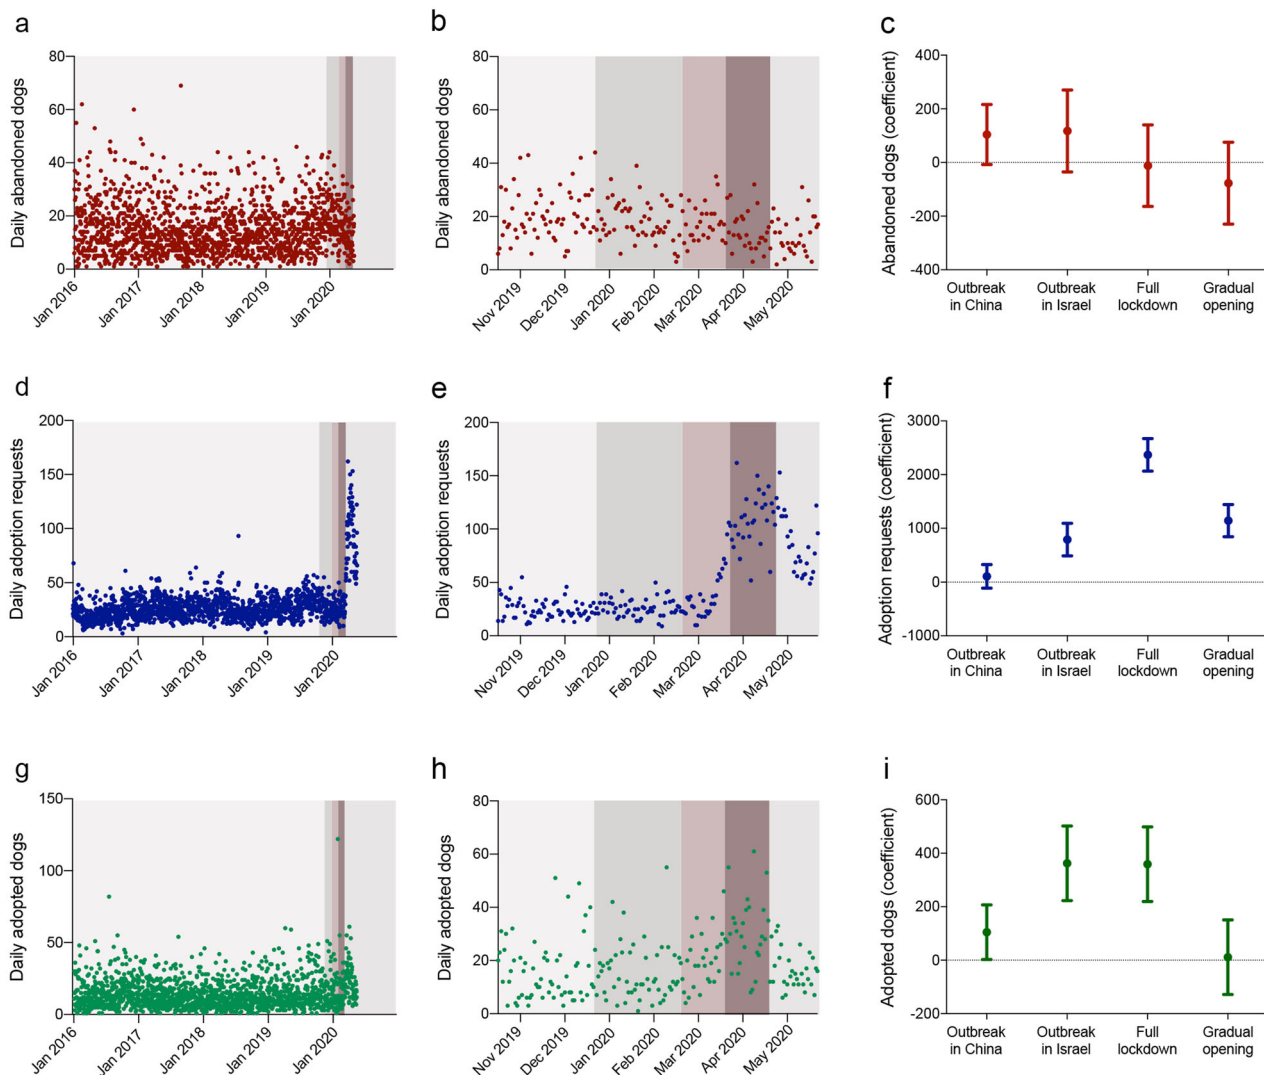 a
Daily abandoned dogs
80
60
40
20
0
Jan 2016
Jan 2017
Jan 2018
Jan 2019
Jan 2020
b
Daily abandoned dogs
80
60
40
20
0
Nov 2019
Dec 2019
Jan 2020
Feb 2020
Mar 2020
Apr 2020
May 2020
c
Abandoned dogs (coefficient)
400
200
0
-200
-400
Outbreak
in China
Outbreak
in Israel
Full
lockdown
Gradual
opening
d
Daily adoption requests
200
150
100
50
0
Jan 2016
Jan 2017
Jan 2018
Jan 2019
Jan 2020
e
Daily adoption requests
200
150
100
50
0
Nov 2019
Dec 2019
Jan 2020
Feb 2020
Mar 2020
Apr 2020
May 2020
f
Adoption requests (coefficient)
3000
2000
1000
0
-1000
Outbreak
in China
Outbreak
in Israel
Full
lockdown
Gradual
opening
g
Daily adopted dogs
150
100
50
0
Jan 2016
Jan 2017
Jan 2018
Jan 2019
Jan 2020
h
Daily adopted dogs
80
60
40
20
0
Nov 2019
Dec 2019
Jan 2020
Feb 2020
Mar 2020
Apr 2020
May 2020
i
Adopted dogs (coefficient)
600
400
200
0
-200
Outbreak
in China
Outbreak
in Israel
Full
lockdown
Gradual
opening